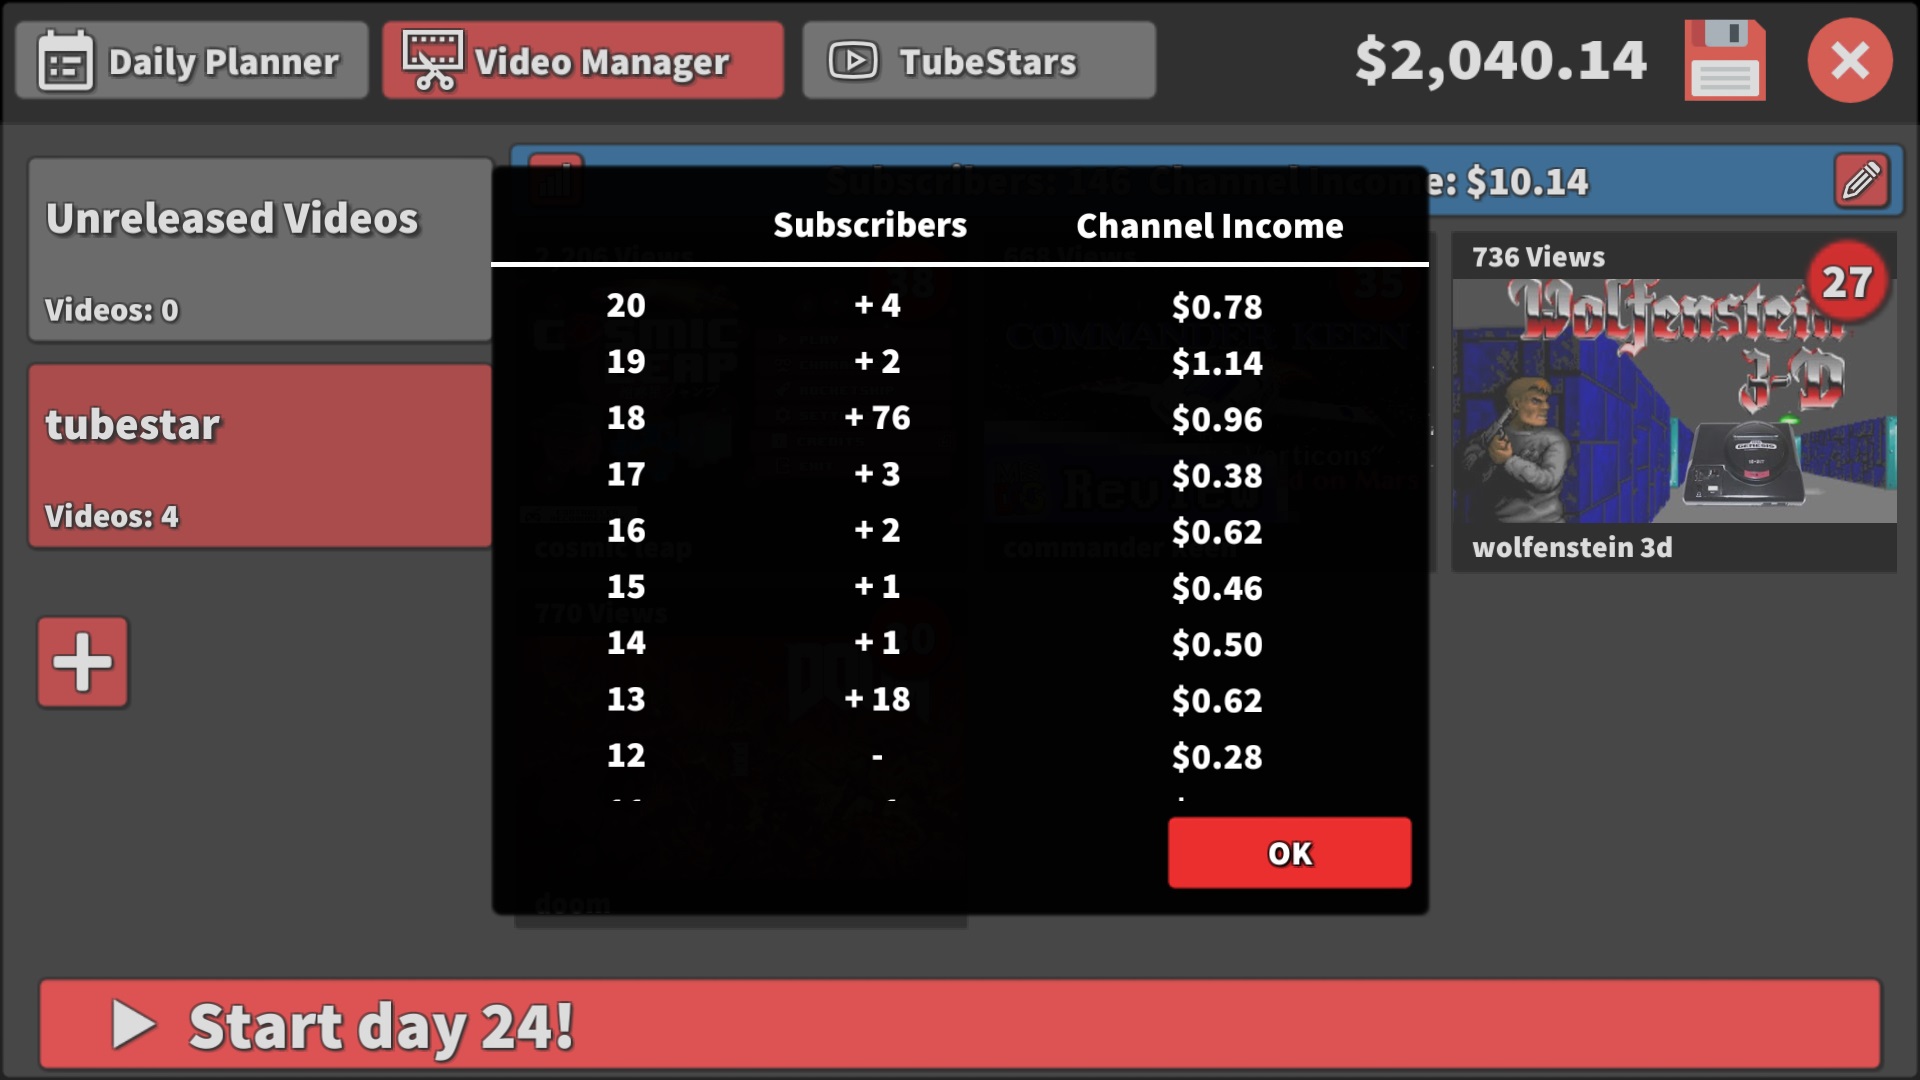 Daily Planner
Video Manager
TubeStars
$2,040.14
Unreleased Videos
Videos: 0
tubestar
Videos: 4
Subscribers: 146 Channel Income: $10.14
Subscribers Channel Income
20 + 4 $0.78
19 + 2 $1.14
18 + 76 $0.96
17 + 3 $0.38
16 + 2 $0.62
15 + 1 $0.46
14 + 1 $0.50
13 + 18 $0.62
12 - $0.28
OK
cosmic leap
COMMANDER KEEN
commander keen
770 Views
doom
736 Views
27
Wolfenstein
3-D
GENESIS
wolfenstein 3d
Start day 24!